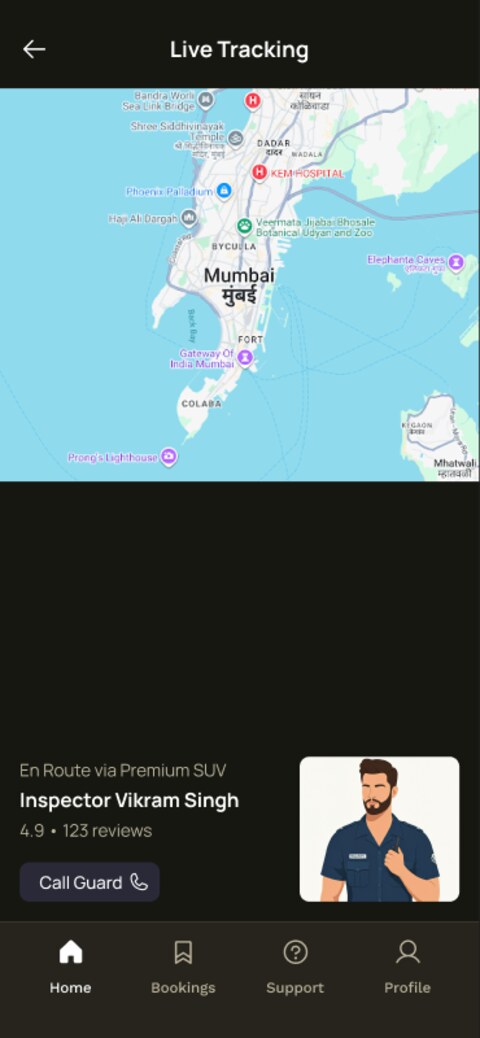 Live Tracking
Bandra Worli
Sea Link Bridge
कोळिवाडा
Shree Siddhivinayak
Temple
DADAR
दादर
WADALA
KEM HOSPITAL
Phoenix Palladium
Haji Ali Dargah
Veermata Jijabai Bhosale
Botanical Udyan and Zoo
BYCULLA
Elephanta Caves
Mumbai
मुंबई
Back Bay
FORT
Gateway Of
India Mumbai
COLABA
Prong's Lighthouse
Mhatwali
म्हातवली
En Route via Premium SUV
Inspector Vikram Singh
4.9 • 123 reviews
Call Guard
Home
Bookings
Support
Profile